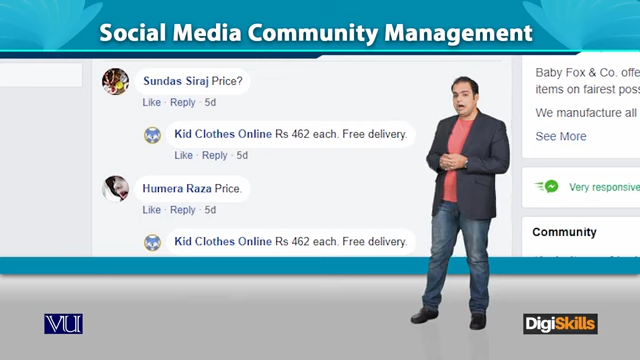 Social Media Community Management
Sundas Siraj Price?
Like · Reply · 5d
Kid Clothes Online Rs 462 each. Free delivery.
Like · Reply · 5d
Humera Raza Price.
Like · Reply · 5d
Kid Clothes Online Rs 462 each. Free delivery.
Baby Fox & Co. offe
items on fairest pos
We manufacture all
See More
Very responsive
Community
VU
DigiSkills